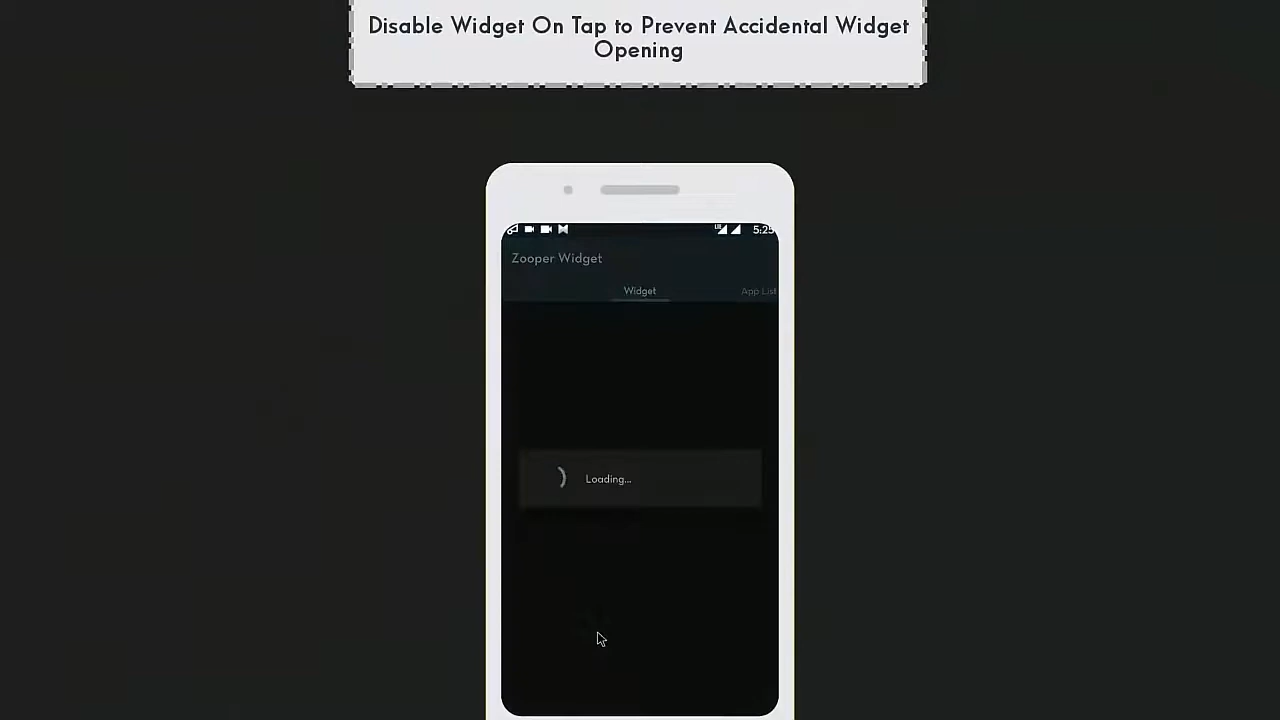 Disable Widget On Tap to Prevent Accidental Widget
Opening
5:25
Zooper Widget
Widget
App List
Loading...